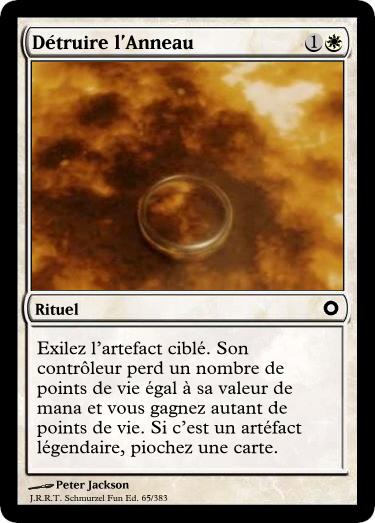 Détruire l'Anneau 1
Rituel
Exilez l'artefact ciblé. Son
contrôleur perd un nombre de
points de vie égal à sa valeur de
mana et vous gagnez autant de
points de vie. Si c'est un artéfact
légendaire, piochez une carte.
Peter Jackson
J.R.R.T. Schmurzel Fun Ed. 65/383